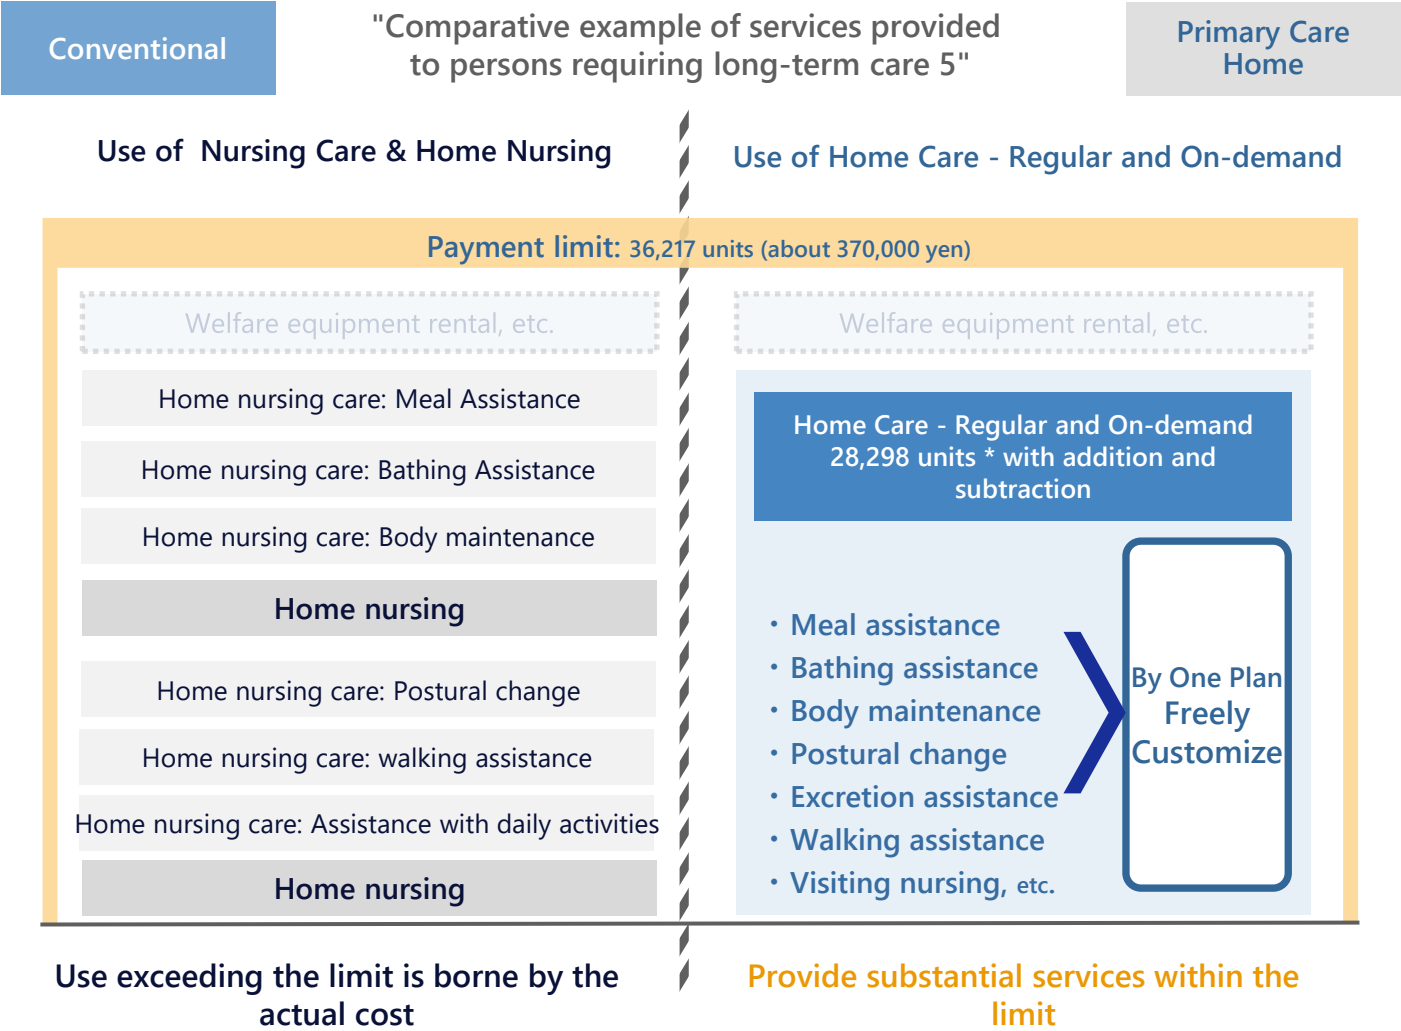 Conventional
"Comparative example of services provided
to persons requiring long-term care 5"
Primary Care
Home
Use of Nursing Care & Home Nursing
Use of Home Care - Regular and On-demand
Payment limit: 36,217 units (about 370,000 yen)
Welfare equipment rental, etc.
Home nursing care: Meal Assistance
Home nursing care: Bathing Assistance
Home nursing care: Body maintenance
Home nursing
Home nursing care: Postural change
Home nursing care: walking assistance
Home nursing care: Assistance with daily activities
Home nursing
Use exceeding the limit is borne by the
actual cost
Welfare equipment rental, etc.
Home Care - Regular and On-demand
28,298 units * with addition and
subtraction
・Meal assistance
・Bathing assistance
・Body maintenance
・Postural change
・Excretion assistance
・Walking assistance
・Visiting nursing, etc.
By One Plan
Freely
Customize
Provide substantial services within the
limit